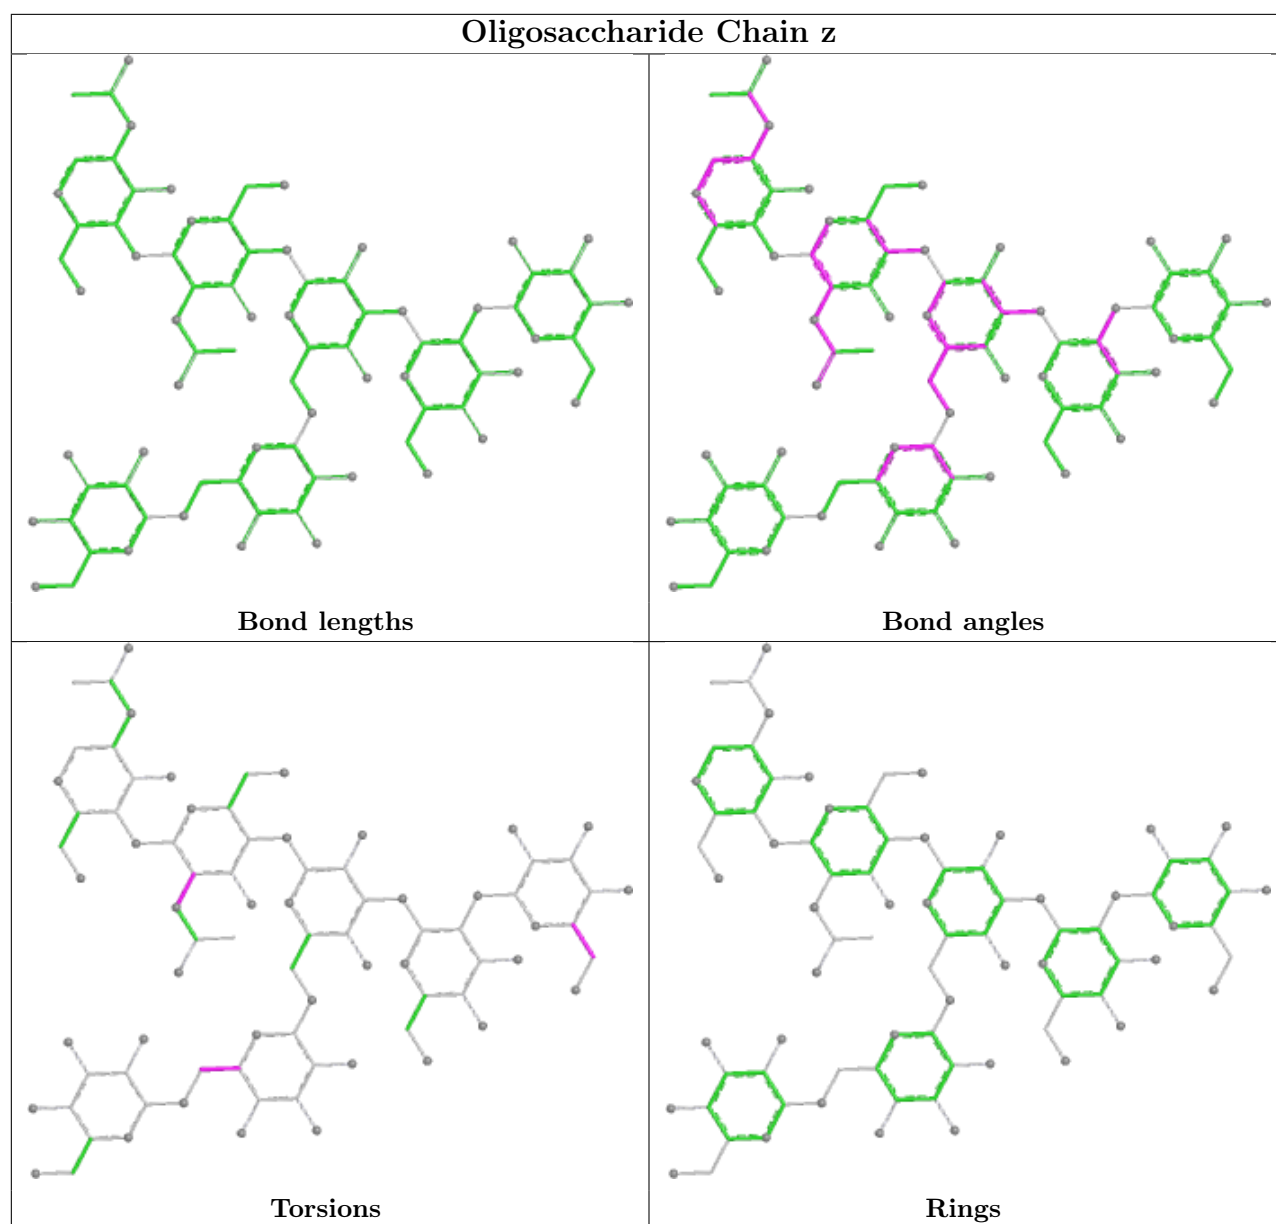 Oligosaccharide Chain z
Bond lengths
Bond angles
Torsions
Rings